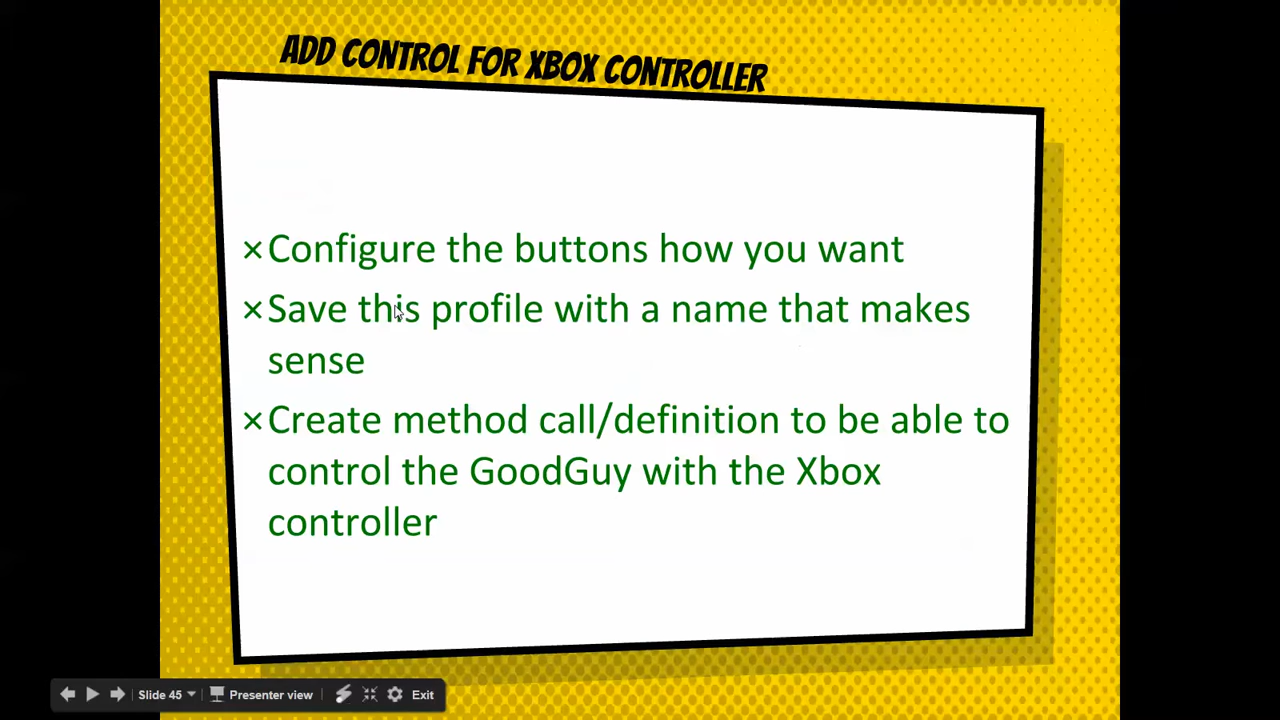 ADD CONTROL FOR XBOX CONTROLLER
×Configure the buttons how you want
×Save this profile with a name that makes
sense
×Create method call/definition to be able to
control the GoodGuy with the Xbox
controller
Slide 45 Presenter view Exit